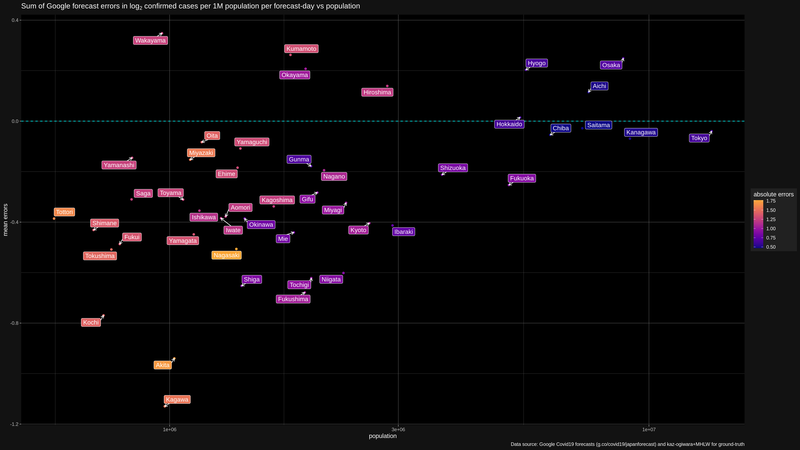 Sum of Google forecast errors in log2 confirmed cases per 1M population per forecast-day vs population
0.4
Wakayama
Kumamoto
Hyogo
Osaka
Okayama
Aichi
Hiroshima
0.0
Hokkaido
Saitama
Chiba
Kanagawa
Tokyo
Oita
Yamaguchi
Miyazaki
Gunma
Yamanashi
Ehime
Nagano
Shizuoka
Fukuoka
Saga
Toyama
Kagoshima
Gifu
Aomori
Miyagi
Tottori
Ishikawa
Shimane
Okinawa
Iwate
Kyoto
Ibaraki
-0.4
Fukui
Yamagata
Mie
Tokushima
Nagasaki
Shiga
Tochigi
Niigata
Fukushima
-0.8
Kochi
Akita
Kagawa
-1.2
mean errors
1e+06
3e+06
1e+07
population
absolute errors
1.75
1.50
1.25
1.00
0.75
0.50
Data source: Google Covid19 forecasts (g.co/covid19/japanforecast) and kaz-ogiwara+MHLW for ground-truth